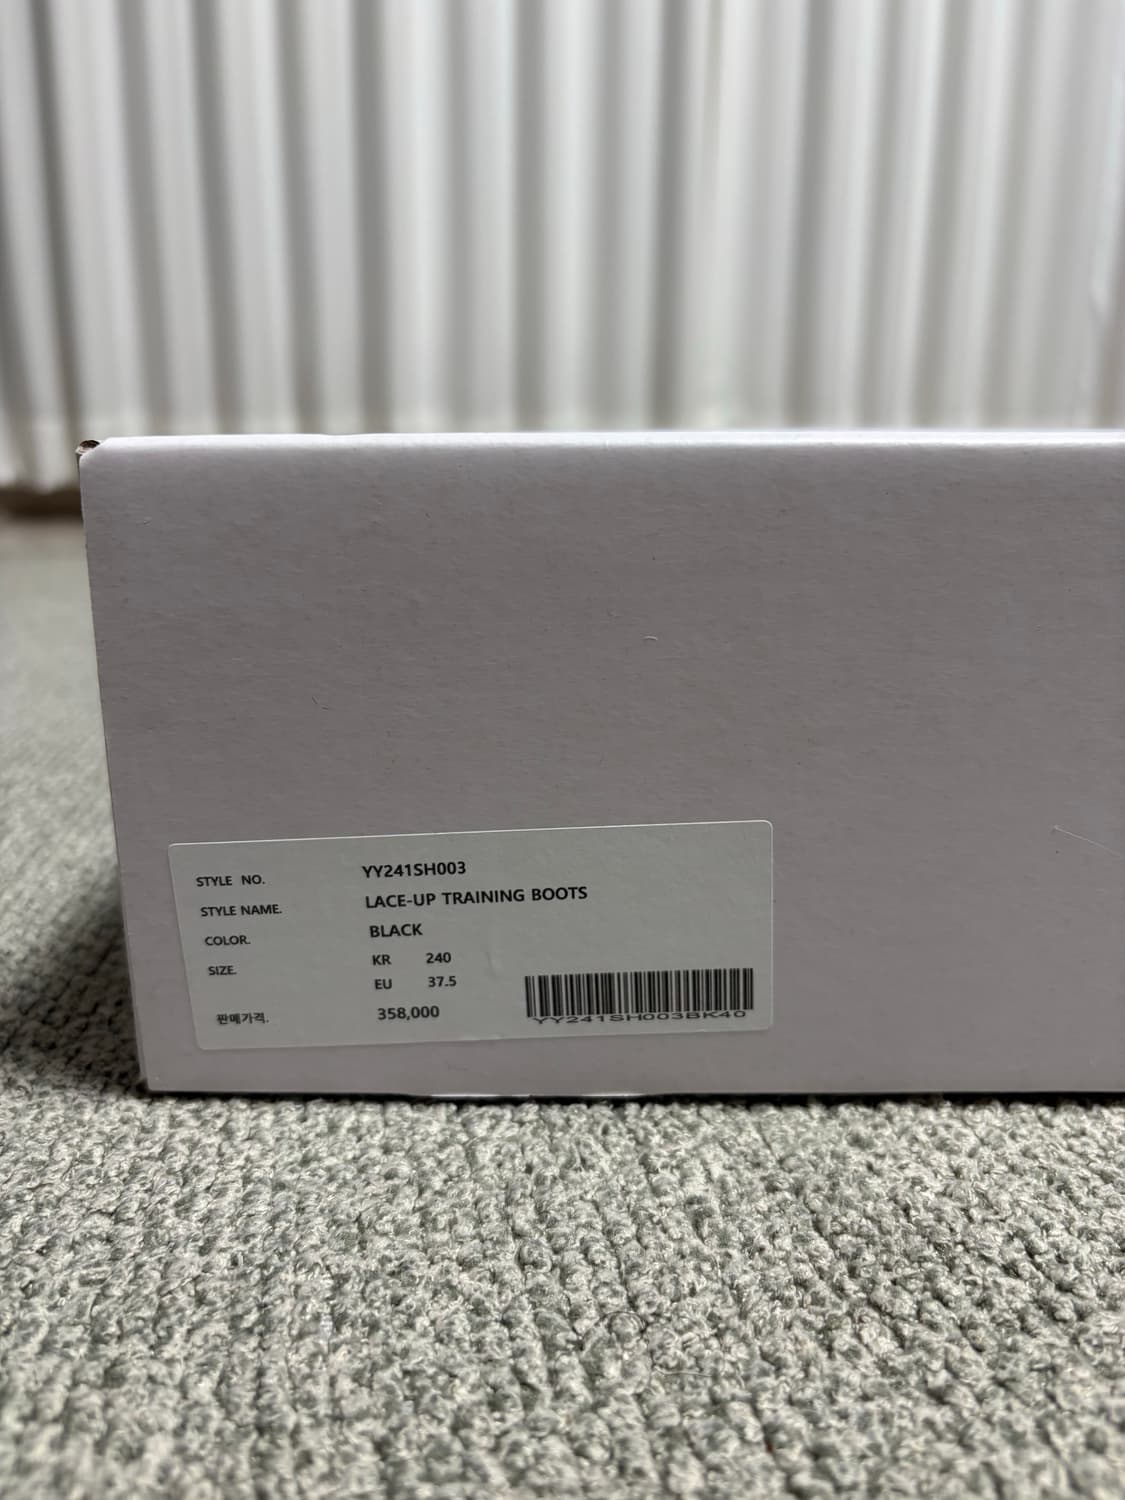 STYLE NO. YY241SH003
STYLE NAME. LACE-UP TRAINING BOOTS
COLOR. BLACK
SIZE. KR 240
EU 37.5
판매가격. 358,000
YY241SH003BK40